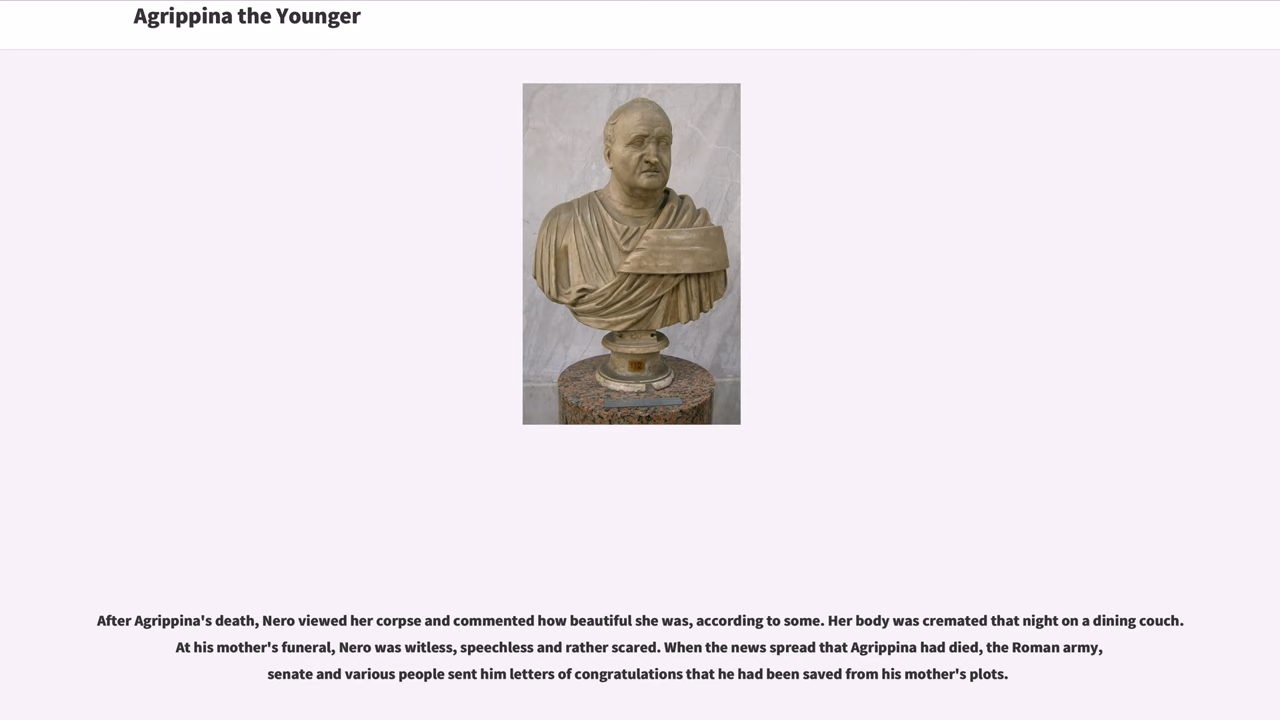 Agrippina the Younger
After Agrippina's death, Nero viewed her corpse and commented how beautiful she was, according to some. Her body was cremated that night on a dining couch.
At his mother's funeral, Nero was witless, speechless and rather scared. When the news spread that Agrippina had died, the Roman army,
senate and various people sent him letters of congratulations that he had been saved from his mother's plots.